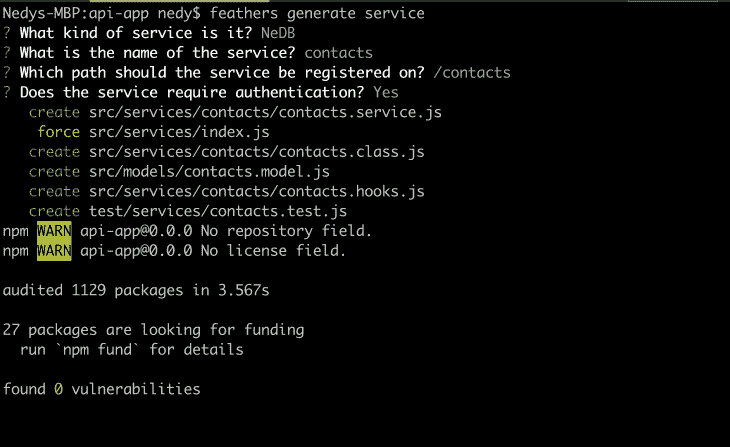 Nedys-MBP:api-app nedy$ feathers generate service
? What kind of service is it? NeDB
? What is the name of the service? contacts
? Which path should the service be registered on? /contacts
? Does the service require authentication? Yes
create src/services/contacts/contacts.service.js
force src/services/index.js
create src/services/contacts/contacts.class.js
create src/models/contacts.model.js
create src/services/contacts/contacts.hooks.js
create test/services/contacts.test.js
npm WARN api-app@0.0.0 No repository field.
npm WARN api-app@0.0.0 No license field.
audited 1129 packages in 3.567s
27 packages are looking for funding
run `npm fund` for details
found 0 vulnerabilities